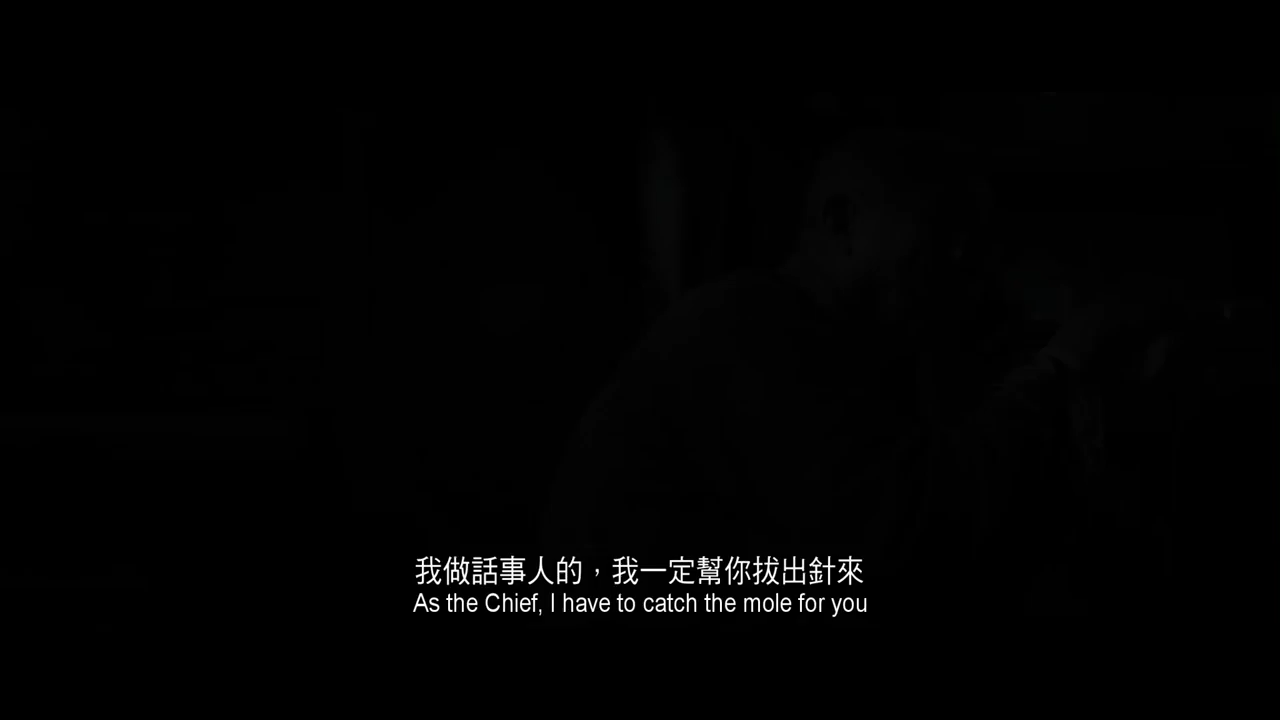 我做話事人的，我一定幫你拔出針來
As the Chief, I have to catch the mole for you